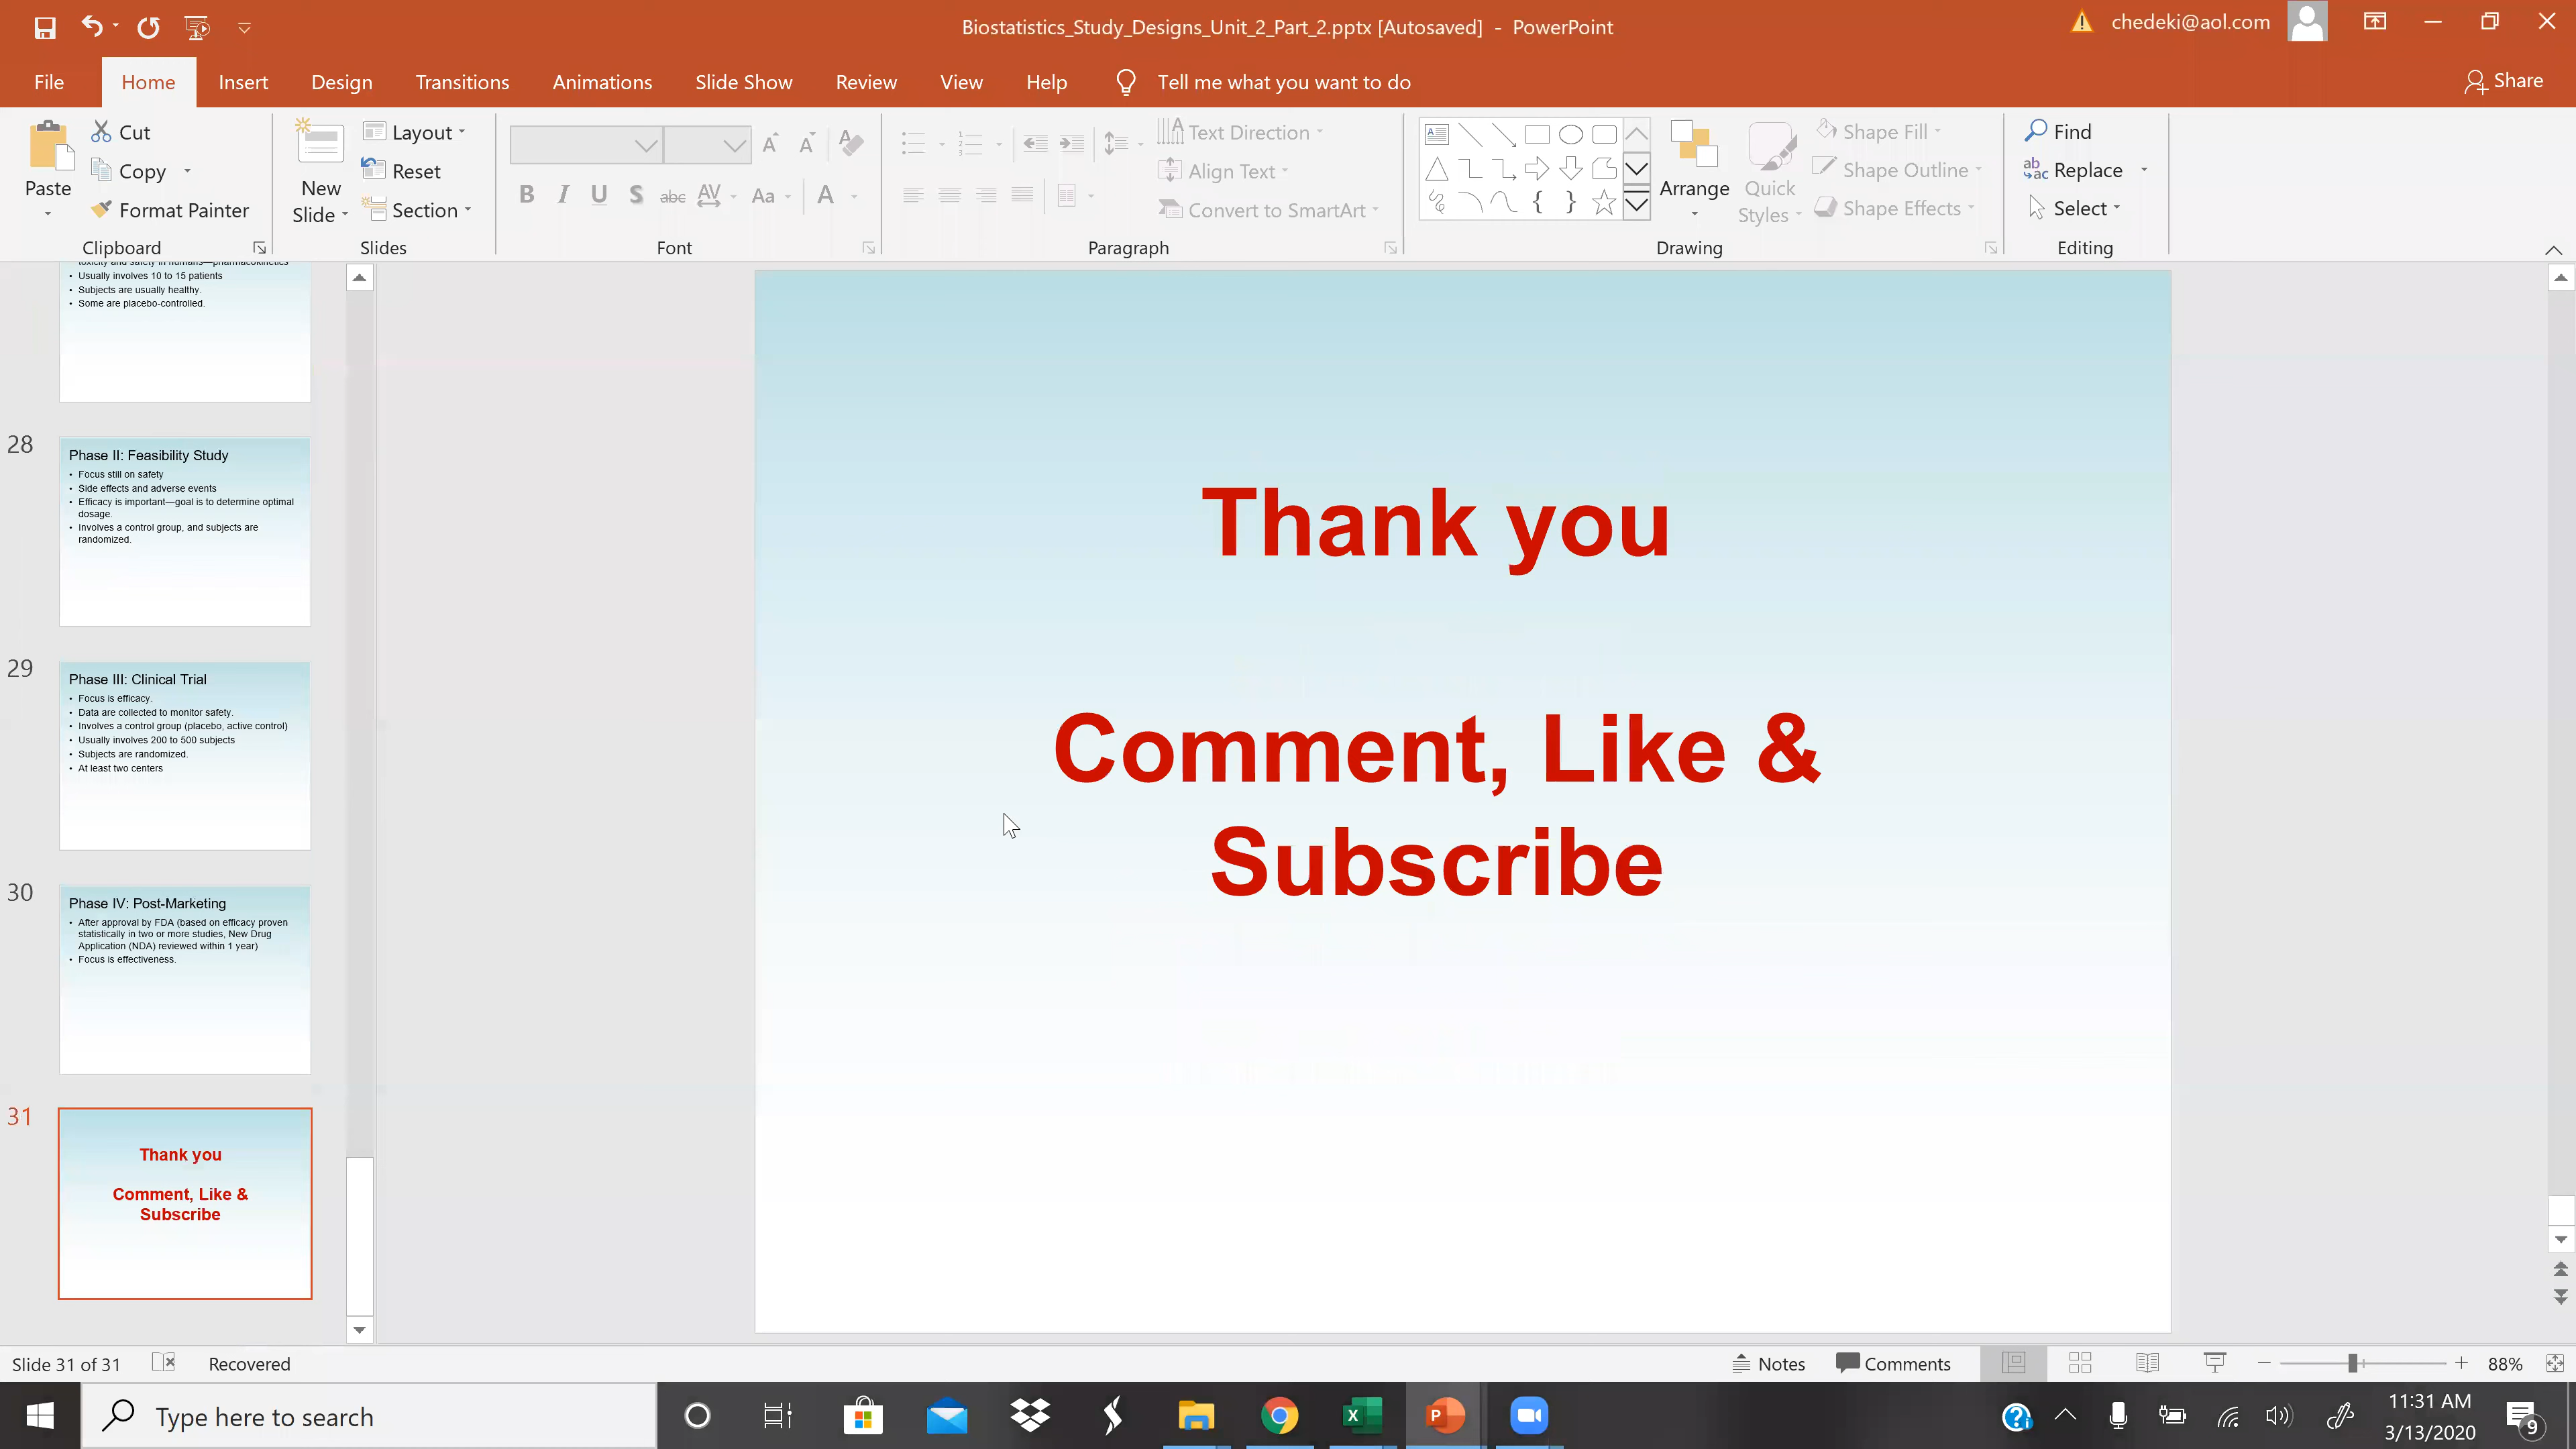 Biostatistics_Study_Designs_Unit_2_Part_2.pptx [Autosaved] - PowerPoint
chedeki@aol.com
File Home Insert Design Transitions Animations Slide Show Review View Help Tell me what you want to do
Share
Paste
Cut
Copy
Format Painter
Clipboard
New Slide
Layout
Reset
Section
Slides
Font
Text Direction
Align Text
Convert to SmartArt
Paragraph
Arrange
Quick Styles
Shape Fill
Shape Outline
Shape Effects
Drawing
Find
Replace
Select
Editing
toxicity and safety in humans—pharmacokinetics
• Usually involves 10 to 15 patients
• Subjects are usually healthy.
• Some are placebo-controlled.
28
Phase II: Feasibility Study
• Focus still on safety
• Side effects and adverse events
• Efficacy is important—goal is to determine optimal
dosage.
• Involves a control group, and subjects are
randomized.
29
Phase III: Clinical Trial
• Focus is efficacy.
• Data are collected to monitor safety.
• Involves a control group (placebo, active control)
• Usually involves 200 to 500 subjects
• Subjects are randomized.
• At least two centers
30
Phase IV: Post-Marketing
• After approval by FDA (based on efficacy proven
statistically in two or more studies, New Drug
Application (NDA) reviewed within 1 year)
• Focus is effectiveness.
31
Thank you
Comment, Like &
Subscribe
Thank you
Comment, Like &
Subscribe
Slide 31 of 31
Recovered
Notes
Comments
88%
Type here to search
11:31 AM
3/13/2020
9